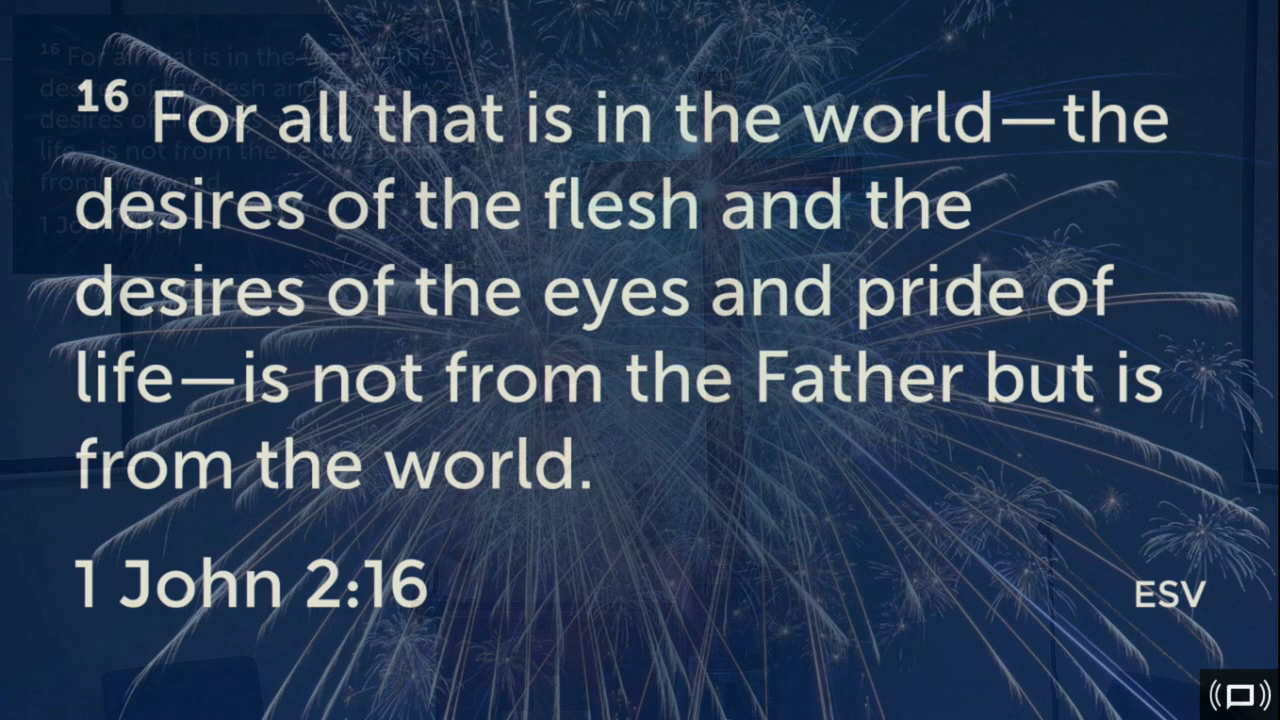 16 For all that is in the world—the
desires of the flesh and the
desires of the eyes and pride of
life—is not from the Father but is
from the world.
1 John 2:16
ESV